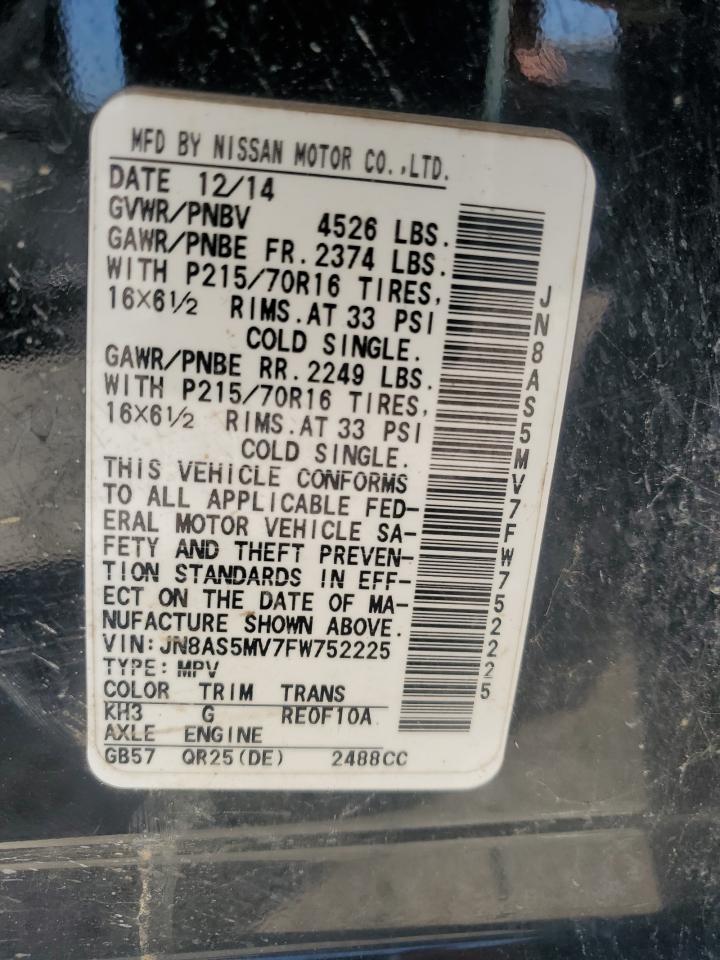 MFD BY NISSAN MOTOR CO.,LTD.
DATE 12/14
GVWR/PNBV 4526 LBS.
GAWR/PNBE FR. 2374 LBS.
WITH P215/70R16 TIRES,
16X6½ RIMS. AT 33 PSI
COLD SINGLE.
GAWR/PNBE RR. 2249 LBS.
WITH P215/70R16 TIRES,
16X6½ RIMS. AT 33 PSI
COLD SINGLE.
THIS VEHICLE CONFORMS
TO ALL APPLICABLE FED-
ERAL MOTOR VEHICLE SA-
FETY AND THEFT PREVEN-
TION STANDARDS IN EFF-
ECT ON THE DATE OF MA-
NUFACTURE SHOWN ABOVE.
VIN:JN8AS5MV7FW752225
TYPE: MPV
COLOR TRIM TRANS
KH3 G RE0F10A
AXLE ENGINE
GB57 QR25(DE) 2488CC
JN8AS5MV7FW752225